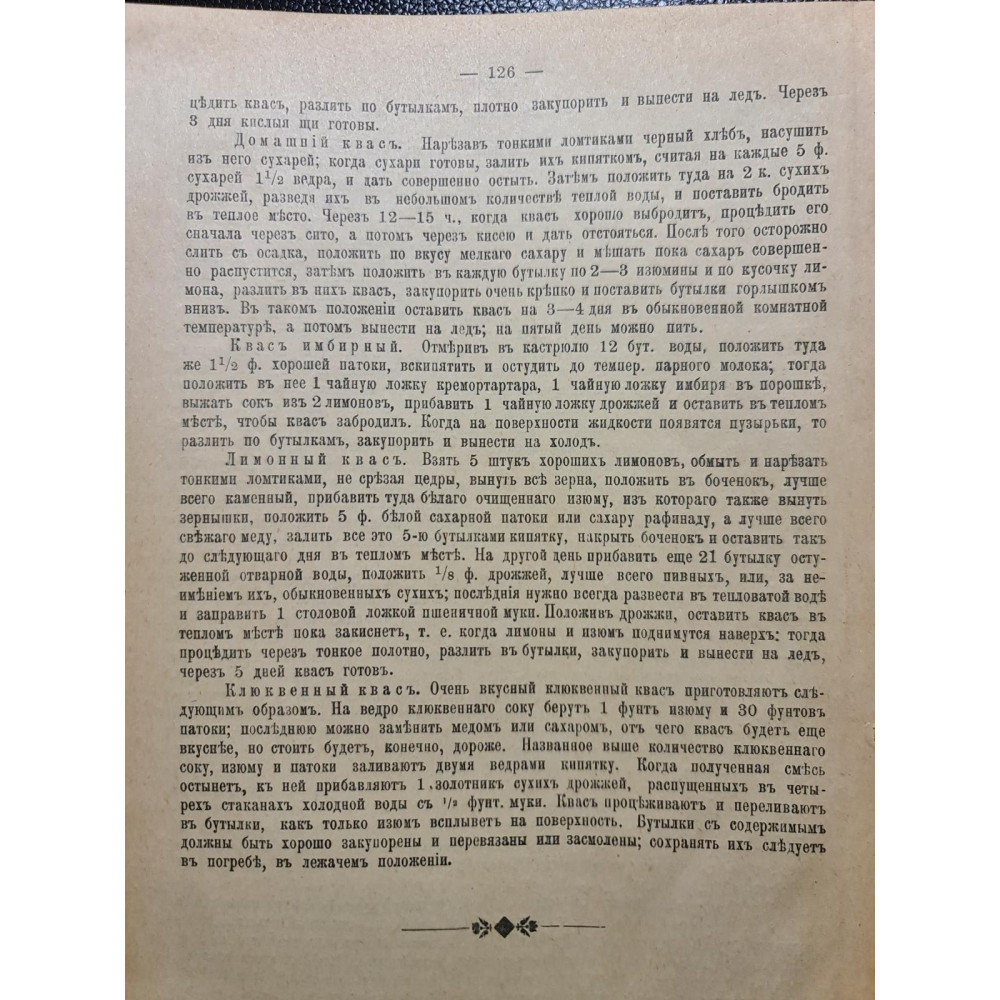 — 126 —
цѣдить квасъ, разлить по бутылкамъ, плотно закупорить и вынести на ледъ. Черезъ
3 дня кислыя щи готовы.
Домашній квасъ. Нарѣзавъ тонкими ломтиками черный хлѣбъ, насушить
изъ него сухарей; когда сухари готовы, залить ихъ кипяткомъ, считая на каждые 5 ф.
сухарей 1½ ведра, и дать совершенно остыть. Затѣмъ положить туда на 2 к. сухихъ
дрожжей, разведя ихъ въ небольшомъ количествѣ теплой воды, и поставить бродить
въ теплое мѣсто. Черезъ 12—15 ч., когда квасъ хорошо выбродитъ, процѣдить его
сначала черезъ сито, а потомъ черезъ кисею и дать отстояться. Послѣ того осторожно
слить съ осадка, положить по вкусу мелкаго сахару и мѣшать пока сахаръ совершен-
но распустится, затѣмъ положить въ каждую бутылку по 2—3 изюмины и по кусочку ли-
мона, разлить въ нихъ квасъ, закупорить очень крѣпко и поставить бутылки горлышкомъ
внизъ. Въ такомъ положеніи оставить квасъ на 3—4 дня въ обыкновенной комнатной
температурѣ, а потомъ вынести на ледъ; на пятый день можно пить.
Квасъ имбирный. Отмѣривъ въ кастрюлю 12 бут. воды, положить туда
же 1½ ф. хорошей патоки, вскипятить и остудить до темпер. парного молока; тогда
положить въ нее 1 чайную ложку кремортартара, 1 чайную ложку имбиря въ порошкѣ,
выжать сокъ изъ 2 лимоновъ, прибавить 1 чайную ложку дрожжей и оставить въ тепломъ
мѣстѣ, чтобы квасъ забродилъ. Когда на поверхности жидкости появятся пузырьки, то
разлить по бутылкамъ, закупорить и вынести на холодъ.
Лимонный квасъ. Взять 5 штукъ хорошихъ лимоновъ, обмыть и нарѣзать
тонкими ломтиками, не срѣзая цедры, вынуть всѣ зерна, положить въ боченокъ, лучше
всего каменный, прибавить туда бѣлаго очищеннаго изюму, изъ котораго также вынуть
зернышки, положить 5 ф. бѣлой сахарной патоки или сахару рафинаду, а лучше всего
свѣжаго меду, залить все это 5-ю бутылками кипятку, накрыть боченокъ и оставить такъ
до слѣдующаго дня въ тепломъ мѣстѣ. На другой день прибавить еще 21 бутылку осту-
женной отварной воды, положить 1/8 ф. дрожжей, лучше всего пивныхъ, или, за не-
имѣніемъ ихъ, обыкновенныхъ сухихъ; послѣднія нужно всегда развести въ тепловатой водѣ
и заправить 1 столовой ложкой пшеничной муки. Положивъ дрожжи, оставить квасъ въ
тепломъ мѣстѣ пока закиснетъ, т. е. когда лимоны и изюмъ поднимутся наверхъ: тогда
процѣдить черезъ тонкое полотно, разлить въ бутылки, закупорить и вынести на ледъ,
черезъ 5 дней квасъ готовъ.
Клюквенный квасъ. Очень вкусный клюквенный квасъ приготовляютъ слѣ-
дующимъ образомъ. На ведро клюквеннаго соку берутъ 1 фунтъ изюму и 30 фунтовъ
патоки; послѣднюю можно замѣнить медомъ или сахаромъ, отъ чего квасъ будетъ еще
вкуснѣе, но стоить будетъ, конечно, дороже. Названное выше количество клюквеннаго
соку, изюму и патоки заливаютъ двумя ведрами кипятку. Когда полученная смѣсь
остынетъ, къ ней прибавляютъ 1 золотникъ сухихъ дрожжей, распущенныхъ въ четы-
рехъ стаканахъ холодной воды съ 1/2 фунт. муки. Квасъ процѣживаютъ и переливаютъ
въ бутылки, какъ только изюмъ всплыветъ на поверхность. Бутылки съ содержимымъ
должны быть хорошо закупорены и перевязаны или засмолены; сохранять ихъ слѣдуетъ
въ погребѣ, въ лежачемъ положеніи.